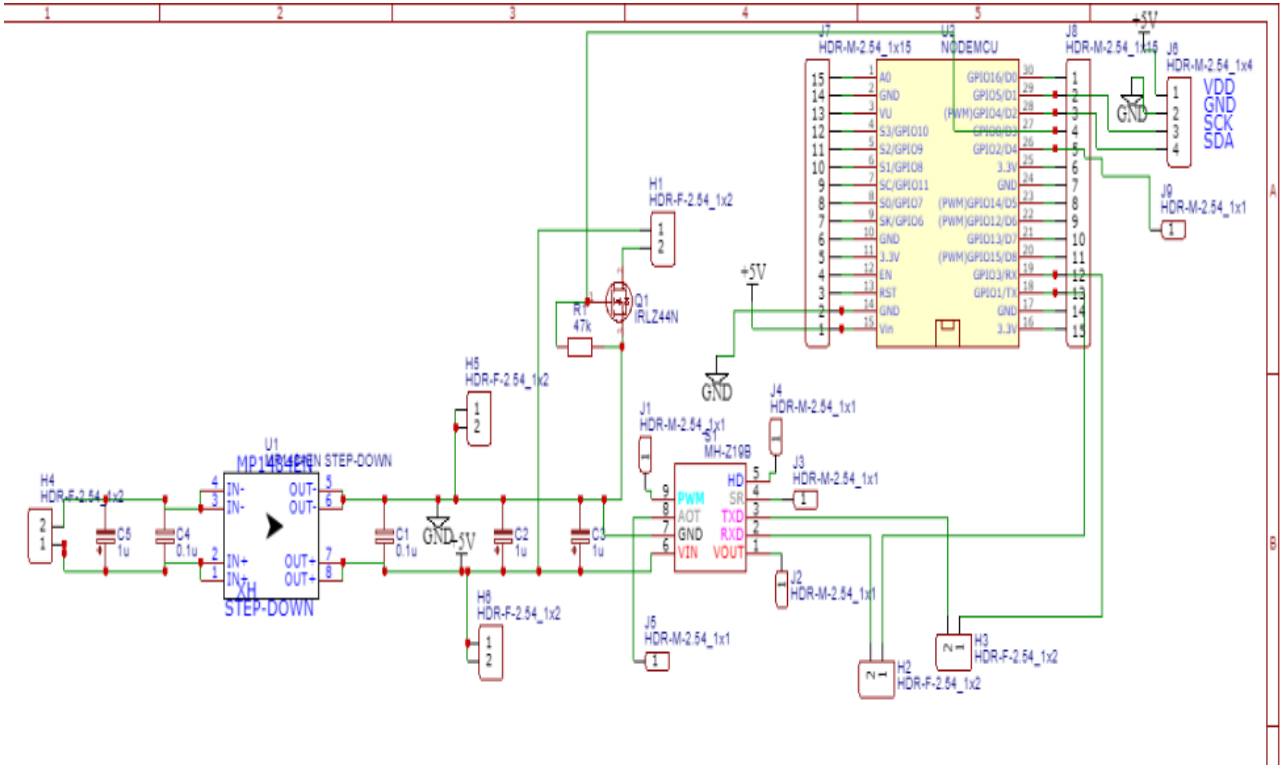 1 2 3 4 5
A
B
J7
HDR-M-2.54_1x15
15
14
13
12
11
10
9
8
7
6
5
4
3
2
1
U2
NODEMCU
1 A0
2 GND
3 VU
4 S3/GPIO10
5 S2/GPIO9
6 S1/GPIO8
7 SC/GPIO11
8 S0/GPIO7
9 SK/GPIO6
10 GND
11 3.3V
12 EN
13 RST
14 GND
15 Vin
GPIO16/D0 30
GPIO5/D1 29
(PWM)GPIO4/D2 28
GPIO0/D3 27
GPIO2/D4 26
3.3V 25
GND 24
(PWM)GPIO14/D5 23
(PWM)GPIO12/D6 22
GPIO13/D7 21
(PWM)GPIO15/D8 20
GPIO3/RX 19
GPIO1/TX 18
GND 17
3.3V 16
J8
HDR-M-2.54_1x15
1
2
3
4
5
6
7
8
9
10
11
12
13
14
15
+5V
GND
J6
HDR-M-2.54_1x4
1 VDD
2 GND
3 SCK
4 SDA
J9
HDR-M-2.54_1x1
1
H1
HDR-F-2.54_1x2
1
2
Q1
IRLZ44N
1
2
3
R1
47k
+5V
GND
H5
HDR-F-2.54_1x2
1
2
U1
STEP-DOWN
4 IN-
3 IN-
2 IN+
1 IN+
OUT- 5
OUT- 6
OUT+ 7
OUT+ 8
XH
STEP-DOWN
H4
HDR-F-2.54_1x2
2
1
C5
1u
C4
0.1u
C1
0.1u
GND
+5V
C2
1u
C3
1u
H6
HDR-F-2.54_1x2
1
2
J1
HDR-M-2.54_1x1
1
S1
MH-Z19B
9 PWM
8 AOT
7 GND
6 VIN
HD 5
SR 4
TXD 3
RXD 2
VOUT 1
J4
HDR-M-2.54_1x1
1
J3
HDR-M-2.54_1x1
1
J2
HDR-M-2.54_1x1
1
J5
HDR-M-2.54_1x1
1
H2
HDR-F-2.54_1x2
2 1
H3
HDR-F-2.54_1x2
2 1